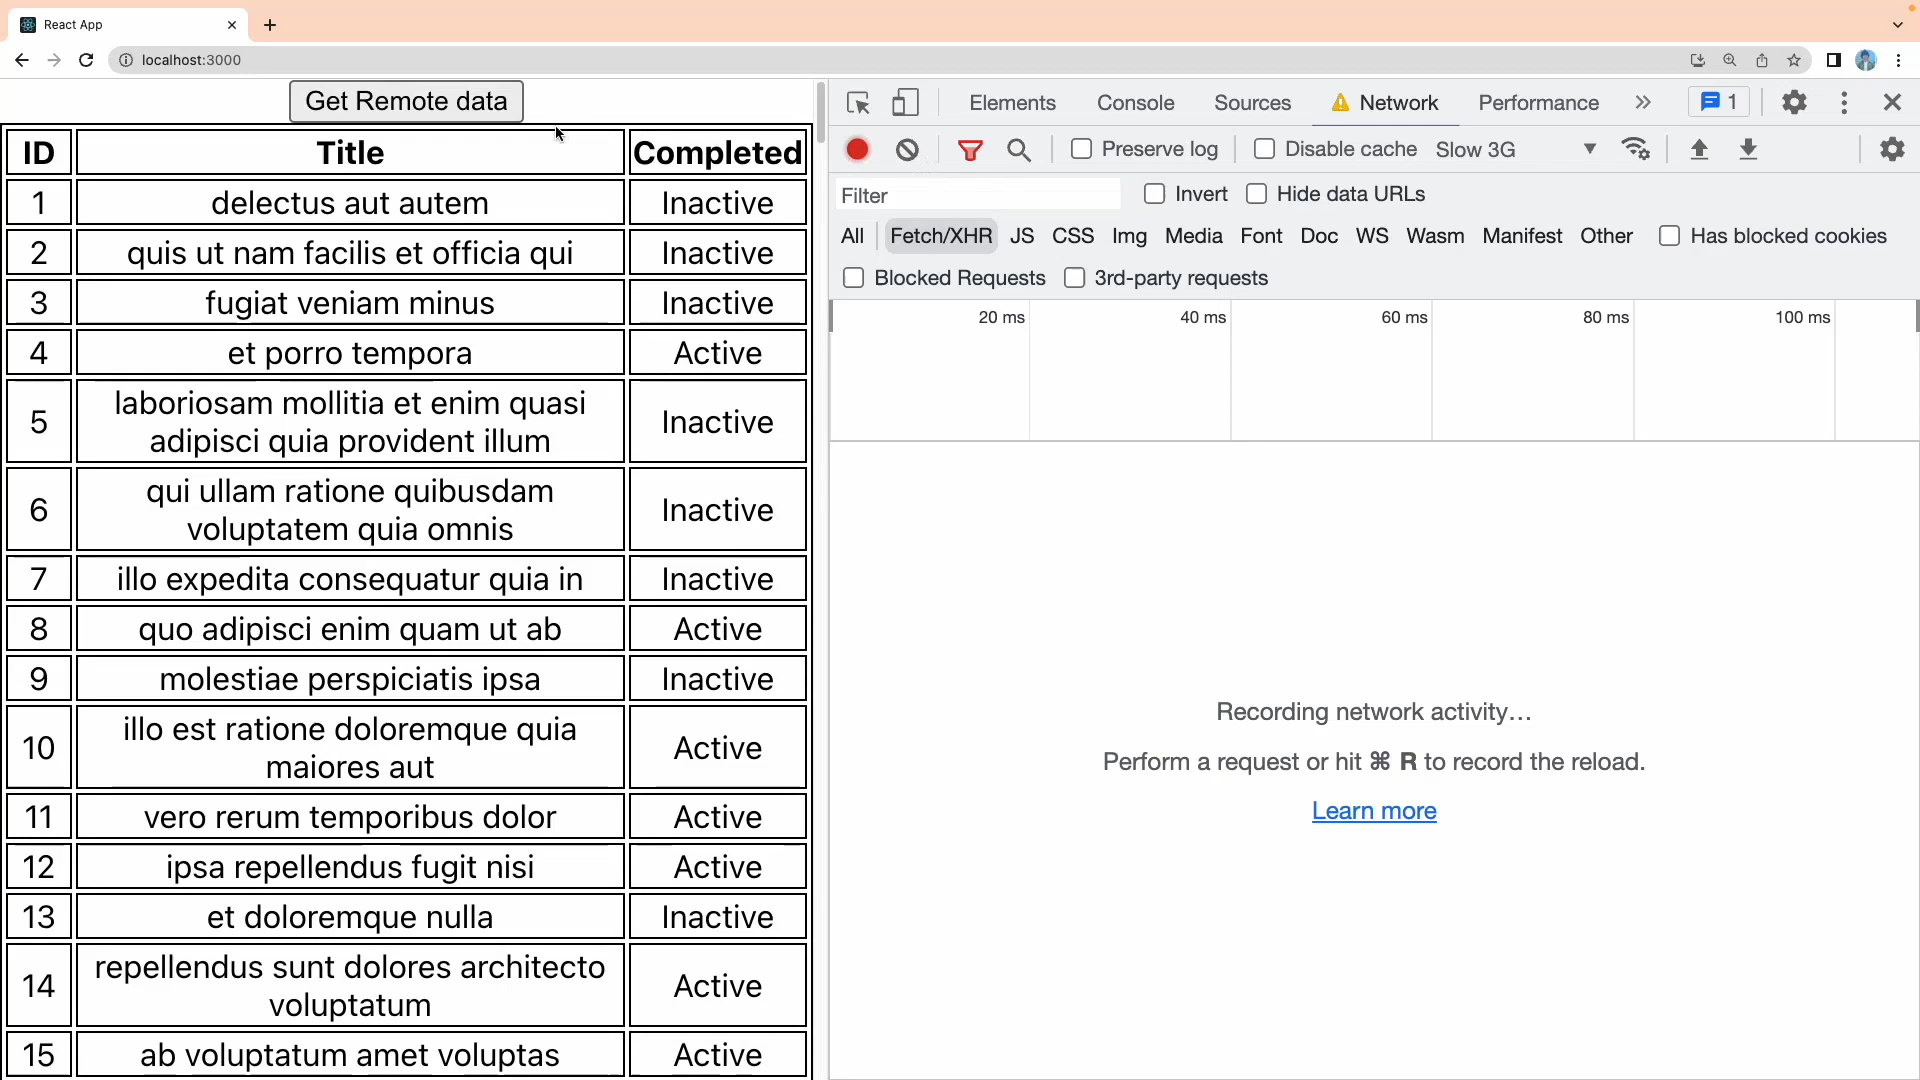 React App
localhost:3000
Get Remote data
ID Title Completed
1 delectus aut autem Inactive
2 quis ut nam facilis et officia qui Inactive
3 fugiat veniam minus Inactive
4 et porro tempora Active
5 laboriosam mollitia et enim quasi
adipisci quia provident illum Inactive
6 qui ullam ratione quibusdam
voluptatem quia omnis Inactive
7 illo expedita consequatur quia in Inactive
8 quo adipisci enim quam ut ab Active
9 molestiae perspiciatis ipsa Inactive
10 illo est ratione doloremque quia
maiores aut Active
11 vero rerum temporibus dolor Active
12 ipsa repellendus fugit nisi Active
13 et doloremque nulla Inactive
14 repellendus sunt dolores architecto
voluptatum Active
15 ab voluptatum amet voluptas Active
Elements Console Sources Network Performance 1
Preserve log Disable cache Slow 3G
Filter Invert Hide data URLs
All Fetch/XHR JS CSS Img Media Font Doc WS Wasm Manifest Other Has blocked cookies
Blocked Requests 3rd-party requests
20 ms 40 ms 60 ms 80 ms 100 ms
Recording network activity…
Perform a request or hit ⌘ R to record the reload.
Learn more